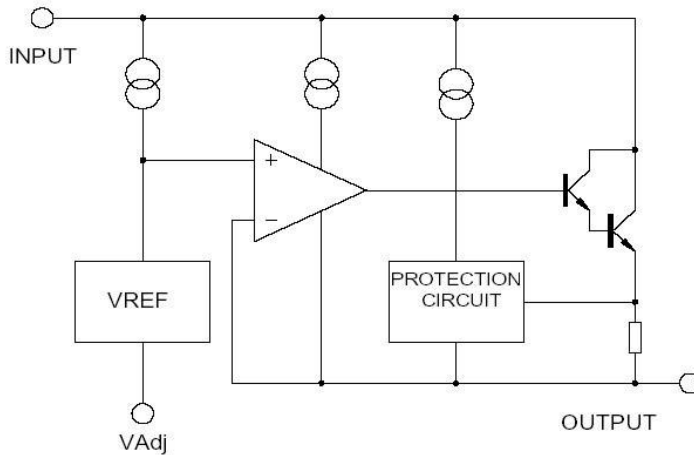 INPUT
+
−
VREF
PROTECTION
CIRCUIT
VAdj
OUTPUT